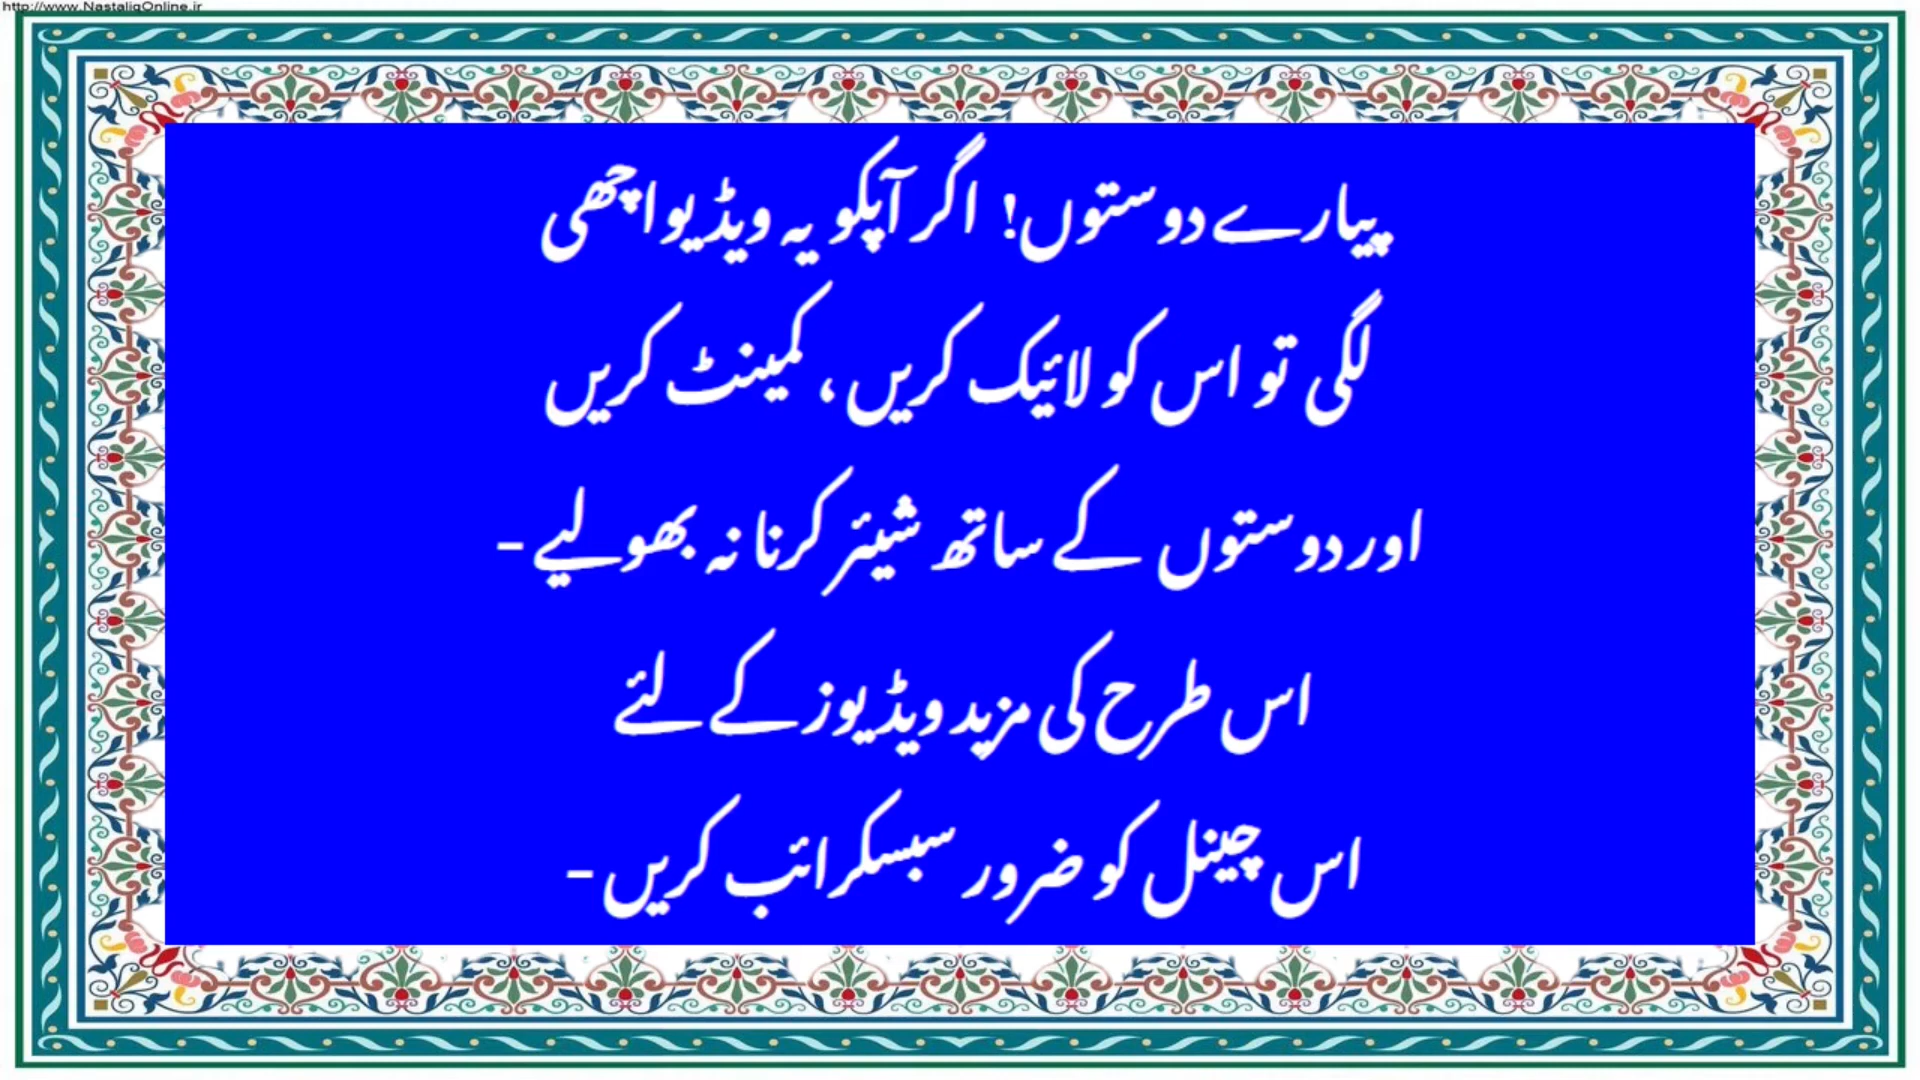 http://www.NastaliqOnline.ir
پیارے دوستوں! اگر آپکو یہ ویڈیو اچھی
لگی تو اس کو لائیک کریں، کمینٹ کریں
اور دوستوں کے ساتھ شیئر کرنا نہ بھولیے -
اس طرح کی مزید ویڈیوز کے لئے
اس چینل کو ضرور سبسکرائب کریں -